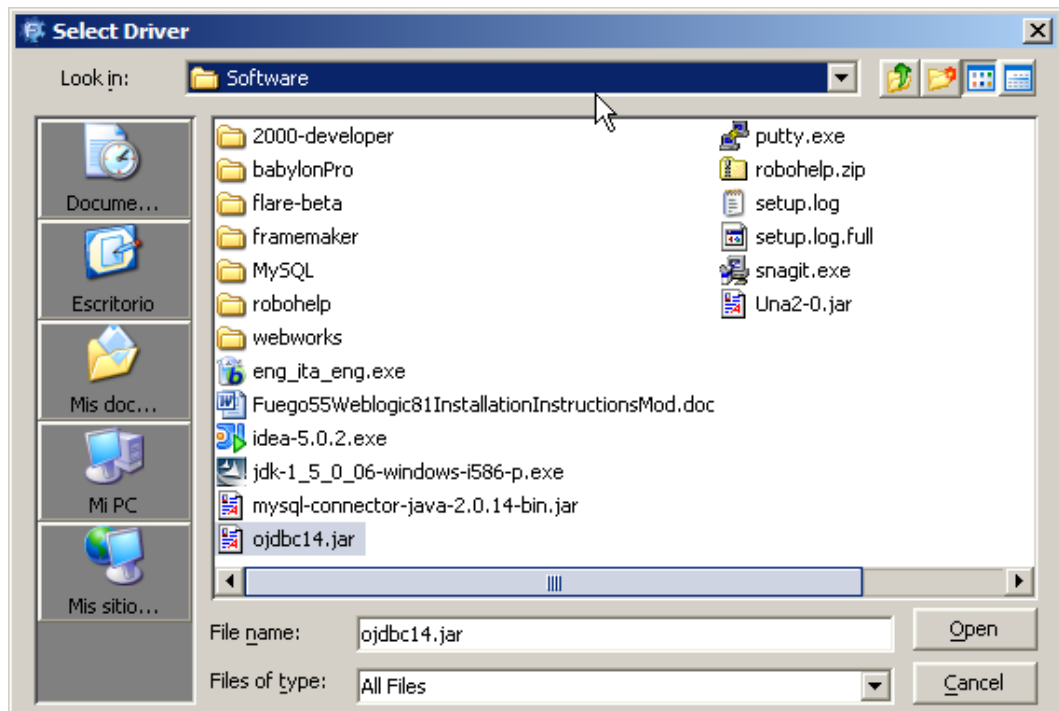 Select Driver
Look in:
Software
Docume...
Escritorio
Mis doc...
Mi PC
Mis sitio...
2000-developer
babylonPro
flare-beta
framemaker
MySQL
robohelp
webworks
eng_ita_eng.exe
Fuego55Weblogic81InstallationInstructionsMod.doc
idea-5.0.2.exe
jdk-1_5_0_06-windows-i586-p.exe
mysql-connector-java-2.0.14-bin.jar
ojdbc14.jar
putty.exe
robohelp.zip
setup.log
setup.log.full
snagit.exe
Una2-0.jar
File name:
ojdbc14.jar
Open
Files of type:
All Files
Cancel